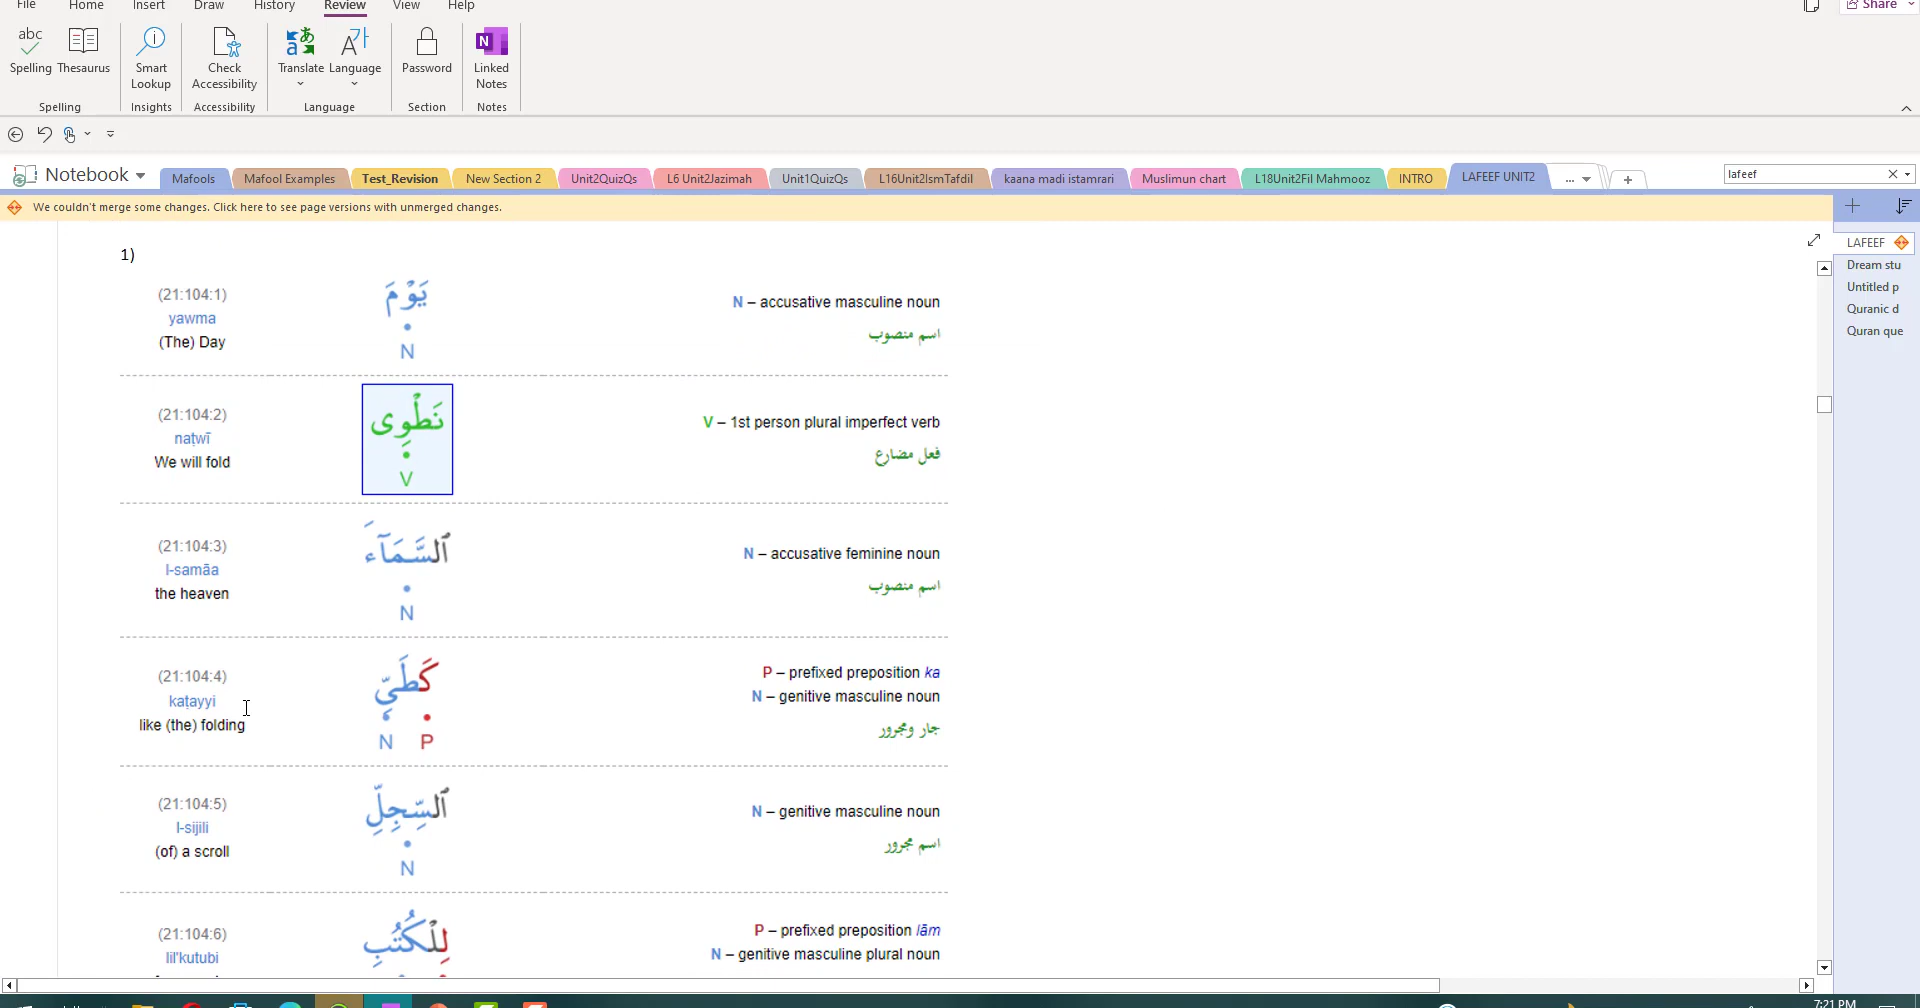 File Home Insert Draw History Review View Help Share
abc
Spelling Thesaurus Smart Lookup Check Accessibility Translate Language Password Linked Notes
Spelling Insights Accessibility Language Section Notes
Notebook Mafools Mafool Examples Test_Revision New Section 2 Unit2QuizQs L6 Unit2Jazimah Unit1QuizQs L16Unit2IsmTafdil kaana madi istamrari Muslimun chart L18Unit2Fil Mahmooz INTRO LAFEEF UNIT2 ... lafeef
We couldn't merge some changes. Click here to see page versions with unmerged changes.
LAFEEF
Dream stu
Untitled p
Quranic d
Quran que
1)
(21:104:1)
yawma
(The) Day
يَوْمَ
N
N – accusative masculine noun
اسم منصوب
(21:104:2)
naṭwī
We will fold
نَطْوِى
V
V – 1st person plural imperfect verb
فعل مضارع
(21:104:3)
l-samāa
the heaven
ٱلسَّمَآءَ
N
N – accusative feminine noun
اسم منصوب
(21:104:4)
kaṭayyi
like (the) folding
كَطَىِّ
N P
P – prefixed preposition ka
N – genitive masculine noun
جار ومجرور
(21:104:5)
l-sijili
(of) a scroll
ٱلسِّجِلِّ
N
N – genitive masculine noun
اسم مجرور
(21:104:6)
lil'kutubi
لِلْكُتُبِ
P – prefixed preposition lām
N – genitive masculine plural noun
7:21 PM